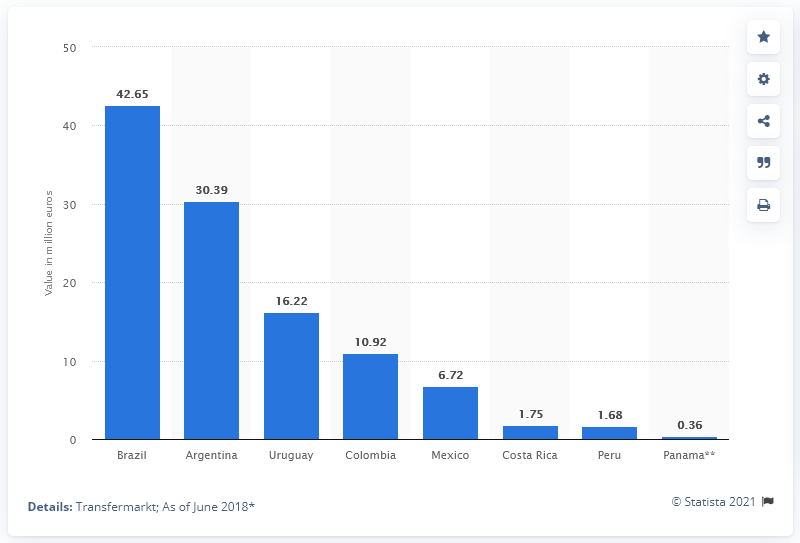 50
40
30
20
10
0
Value in million euros
42.65
30.39
16.22
10.92
6.72
1.75
1.68
0.36
Brazil
Argentina
Uruguay
Colombia
Mexico
Costa Rica
Peru
Panama**
Details: Transfermarkt; As of June 2018*
© Statista 2021